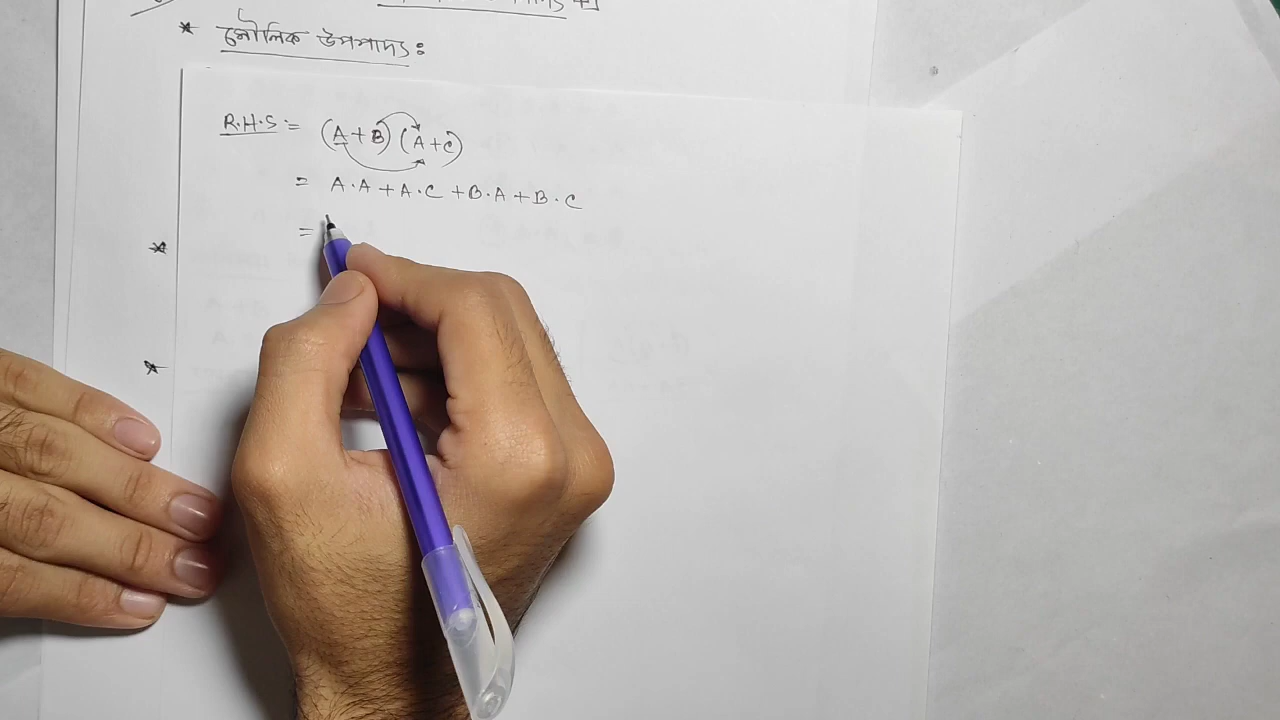 * মৌলিক উপপাদ্য :
R.H.S = (A+B) (A+C)
= A.A + A.C + B.A + B.C
=
*
*